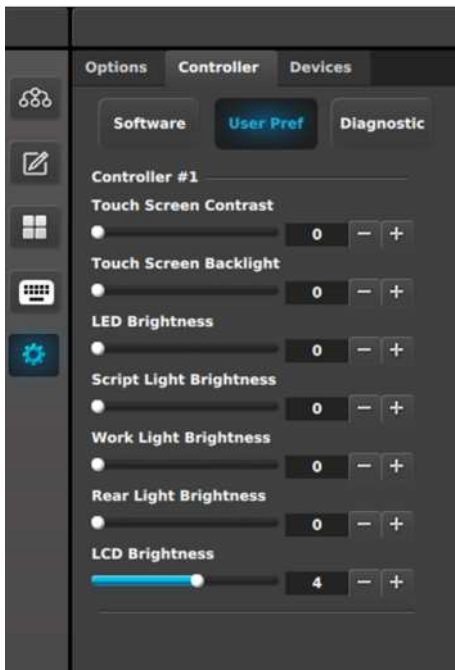 Options Controller Devices
Software User Pref Diagnostic
Controller #1
Touch Screen Contrast
0 − +
Touch Screen Backlight
0 − +
LED Brightness
0 − +
Script Light Brightness
0 − +
Work Light Brightness
0 − +
Rear Light Brightness
0 − +
LCD Brightness
4 − +